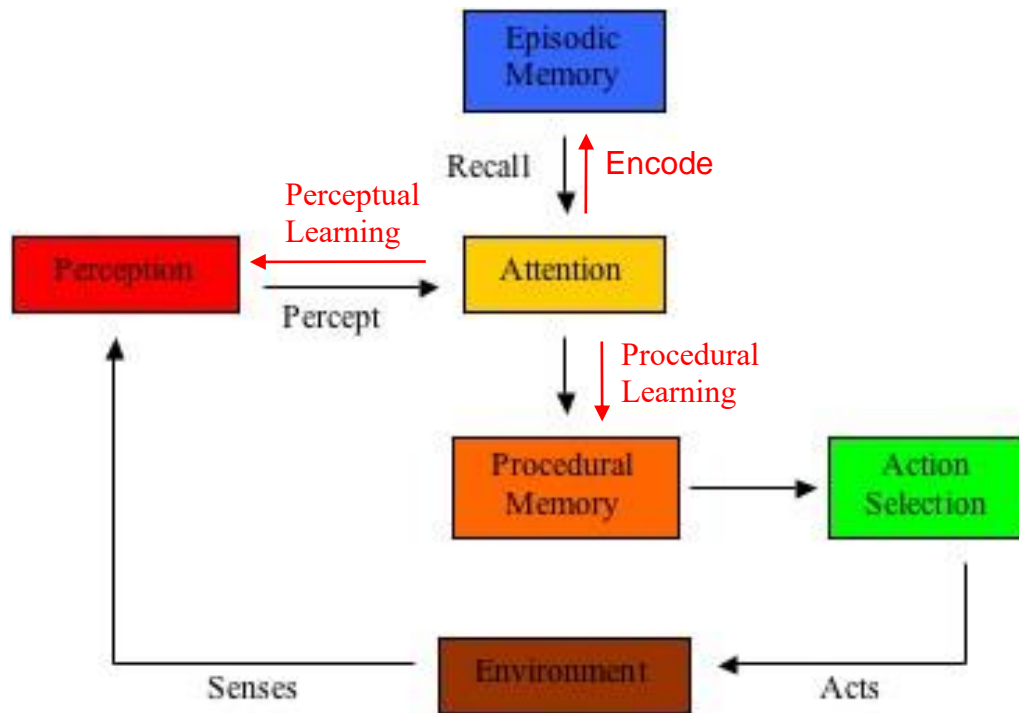 Episodic
Memory
Recall
Encode
Perceptual
Learning
Perception
Attention
Percept
Procedural
Learning
Procedural
Memory
Action
Selection
Environment
Senses
Acts